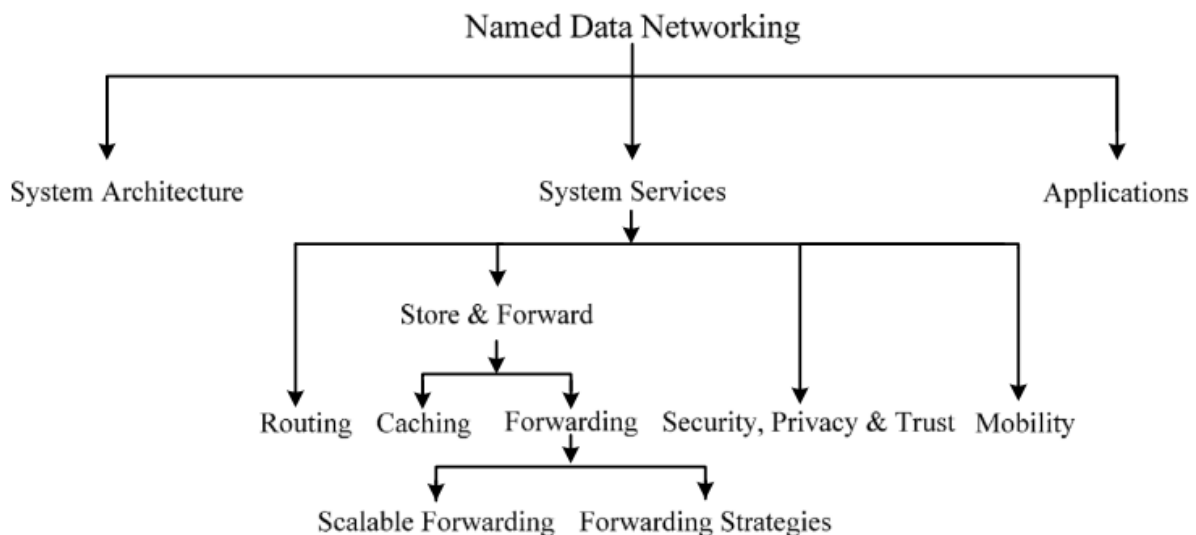 Named Data Networking
System Architecture System Services Applications
Store & Forward
Routing Caching Forwarding Security, Privacy & Trust Mobility
Scalable Forwarding Forwarding Strategies